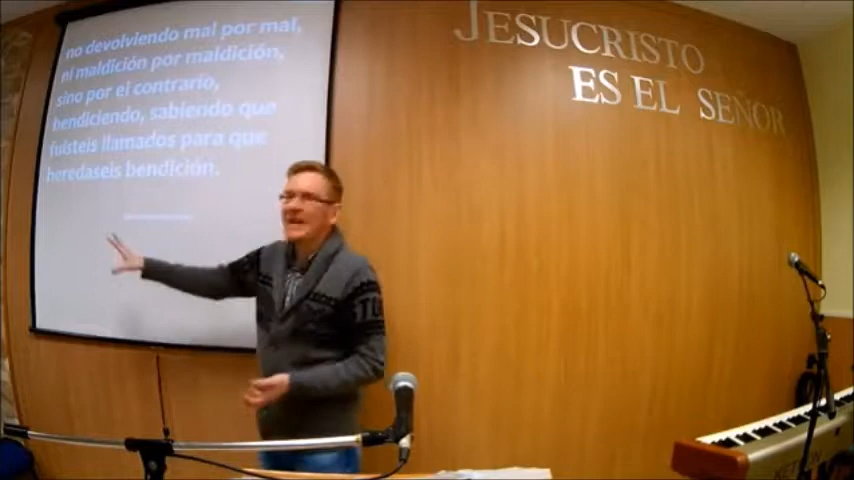 no devolviendo mal por mal,
ni maldición por maldición,
sino por el contrario,
bendiciendo, sabiendo que
fuisteis llamados para que
heredaseis bendición.
JESUCRISTO
ES EL SEÑOR